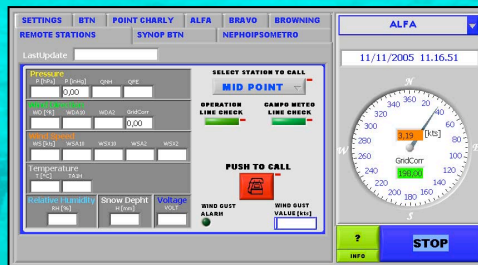 SETTINGS BTN POINT CHARLY ALFA BRAVO BROWNING
REMOTE STATIONS SYNOP BTN NEPHOIPSOMETRO
LastUpdate
Pressure
P [hPa] P [inHg] QNH QFE
0,00
WD [°R] WDA10 WDA2 GridCorr
0,00
Wind Speed
WS [kts] WSA10 WSX10 WSA2 WSX2
Temperature
T [°C] TA1H
Relative Humidity Snow Depht Voltage
RH [%] H [mm] VOLT
SELECT STATION TO CALL
MID POINT
OPERATION LINE CHECK
CAMPO METEO LINE CHECK
PUSH TO CALL
WIND GUST ALARM
WIND GUST VALUE [ktc]
ALFA
11/11/2005 11.16.51
N
340 360 20
320 40
300 60
280 80
W 260 100 E
240 120
220 140
200 180 160
S
3,19 [kts]
GridCorr
198,00
?
INFO
STOP